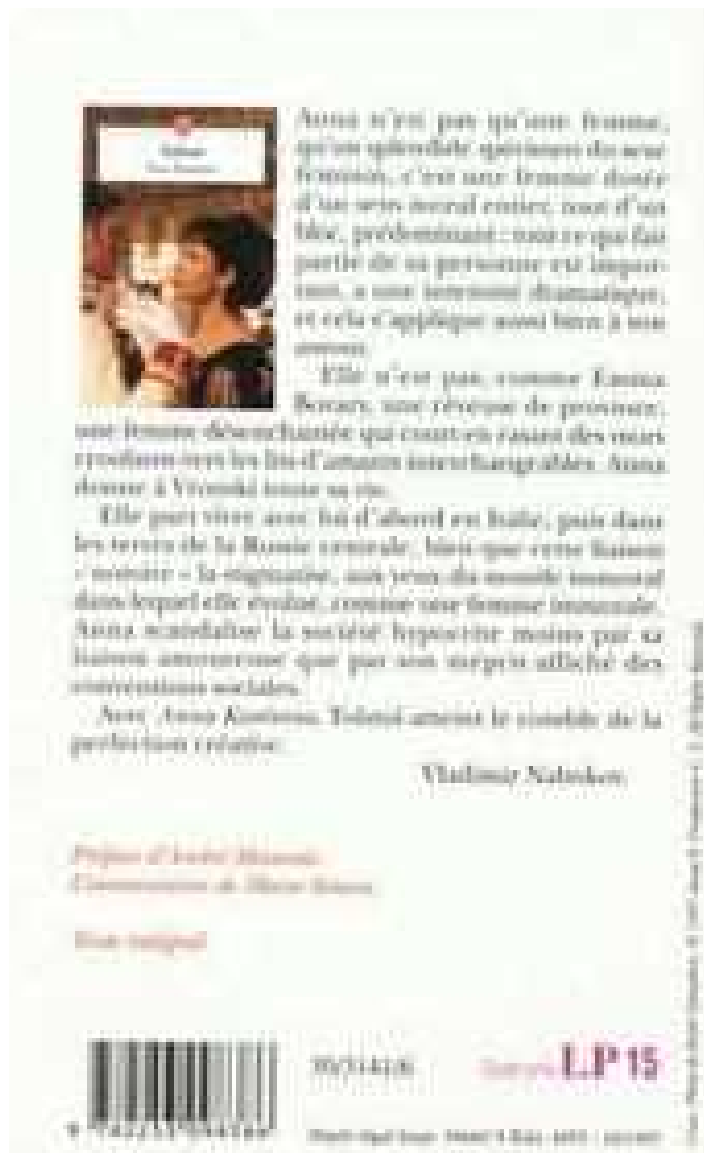 Anna n'est pas qu'une femme,
qu'un splendide spécimen du sexe
féminin, c'est une femme dotée
d'un sens moral entier, tout d'un
bloc, prédominant : tout ce qui fait
partie de sa personne est impor-
tant, a une intensité dramatique,
et cela s'applique aussi bien à son
amour.
Elle n'est pas, comme Emma
Bovary, une rêveuse de province,
une femme désenchantée qui court en rasant des murs
croulants vers les lits d'amants interchangeables. Anna
donne à Vronski toute sa vie.
Elle part vivre avec lui d'abord en Italie, puis dans
les terres de la Russie centrale, bien que cette liaison
« notoire » la stigmatise, aux yeux du monde immoral
dans lequel elle évolue, comme une femme immorale.
Anna scandalise la société hypocrite moins par sa
liaison amoureuse que par son mépris affiché des
conventions sociales.
Avec Anna Karénine, Tolstoï atteint le comble de la
perfection créative.
Vladimir Nabokov.
Préface d'André Maurois.
Commentaires de
Texte intégral
LP 15